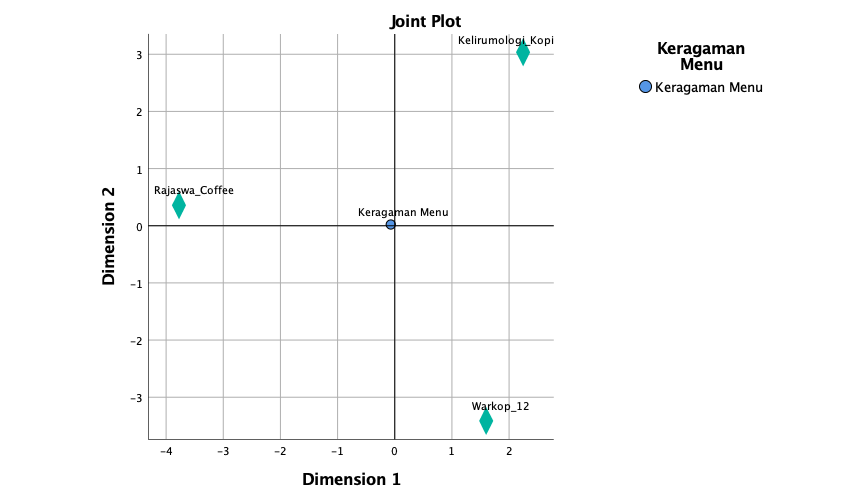 Joint Plot
Kelirumologi_Kopi
Keragaman
Menu
Keragaman Menu
3
2
1
0
-1
-2
-3
Dimension 2
Rajaswa_Coffee
Keragaman Menu
Warkop_12
-4
-3
-2
-1
0
1
2
Dimension 1